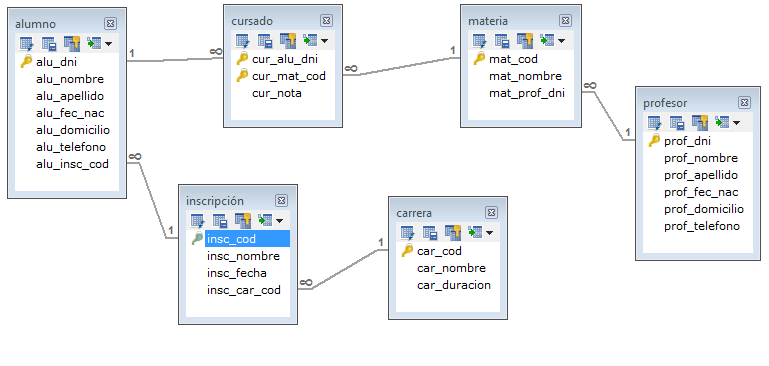 alumno
alu_dni
alu_nombre
alu_apellido
alu_fec_nac
alu_domicilio
alu_telefono
alu_insc_cod
1
∞
cursado
cur_alu_dni
cur_mat_cod
cur_nota
∞
1
materia
mat_cod
mat_nombre
mat_prof_dni
∞
1
profesor
prof_dni
prof_nombre
prof_apellido
prof_fec_nac
prof_domicilio
prof_telefono
∞
1
inscripción
insc_cod
insc_nombre
insc_fecha
insc_car_cod
∞
1
carrera
car_cod
car_nombre
car_duracion